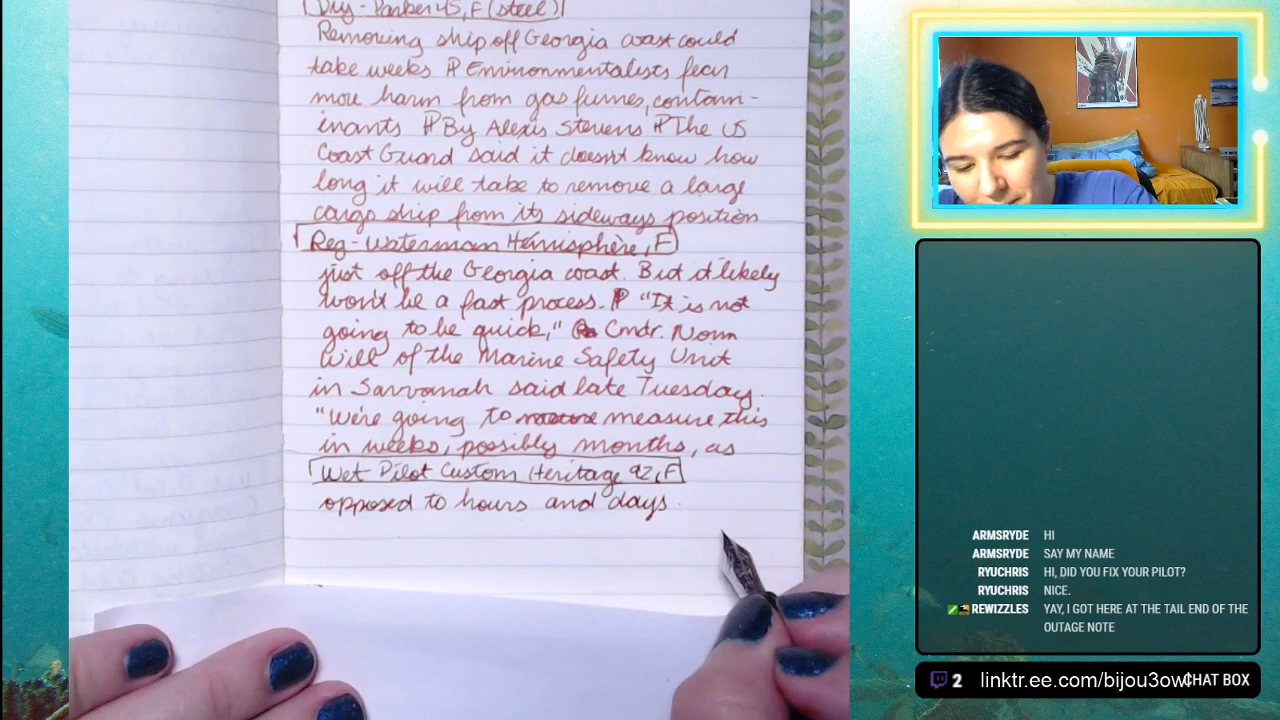 Dry-Parker 45, F (steel)
Removing ship off Georgia coast could
take weeks ¶ Environmentalists fear
more harm from gas fumes, contam-
inants ¶ By Alexis Stevens ¶ The US
Coast Guard said it doesn't know how
long it will take to remove a large
cargo ship from its sideways position
Reg-Waterman Hémisphère, F
just off the Georgia coast. But it likely
won't be a fast process. ¶ "It is not
going to be quick," Cmdr. Norm
Will of the Marine Safety Unit
in Savvanah said late Tuesday.
"We're going to measure this
in weeks, possibly months, as
Wet Pilot Custom Heritage 92, F
opposed to hours and days.
ARMSRYDE HI
ARMSRYDE SAY MY NAME
RYUCHRIS HI, DID YOU FIX YOUR PILOT?
RYUCHRIS NICE.
REWIZZLES YAY, I GOT HERE AT THE TAIL END OF THE
OUTAGE NOTE
2 linktr.ee.com/bijou3owl CHAT BOX